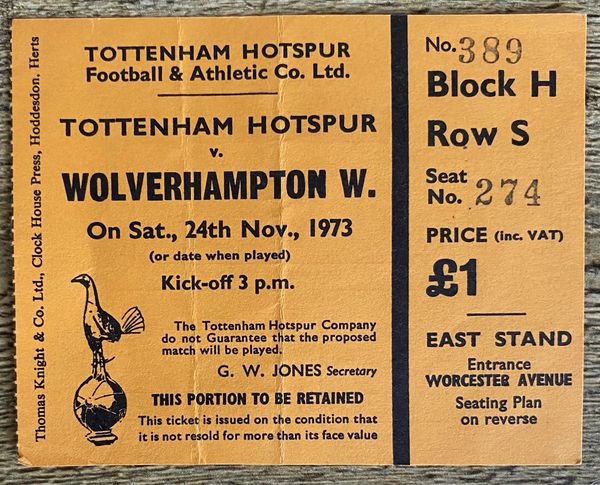 Thomas Knight & Co. Ltd., Clock House Press, Hoddesdon, Herts
TOTTENHAM HOTSPUR
Football & Athletic Co. Ltd.
TOTTENHAM HOTSPUR
v.
WOLVERHAMPTON W.
On Sat., 24th Nov., 1973
(or date when played)
Kick-off 3 p.m.
The Tottenham Hotspur Company
do not Guarantee that the proposed
match will be played.
G. W. JONES Secretary
THIS PORTION TO BE RETAINED
This ticket is issued on the condition that
it is not resold for more than its face value
No. 389
Block H
Row S
Seat
No. 274
PRICE (inc. VAT)
£1
EAST STAND
Entrance
WORCESTER AVENUE
Seating Plan
on reverse